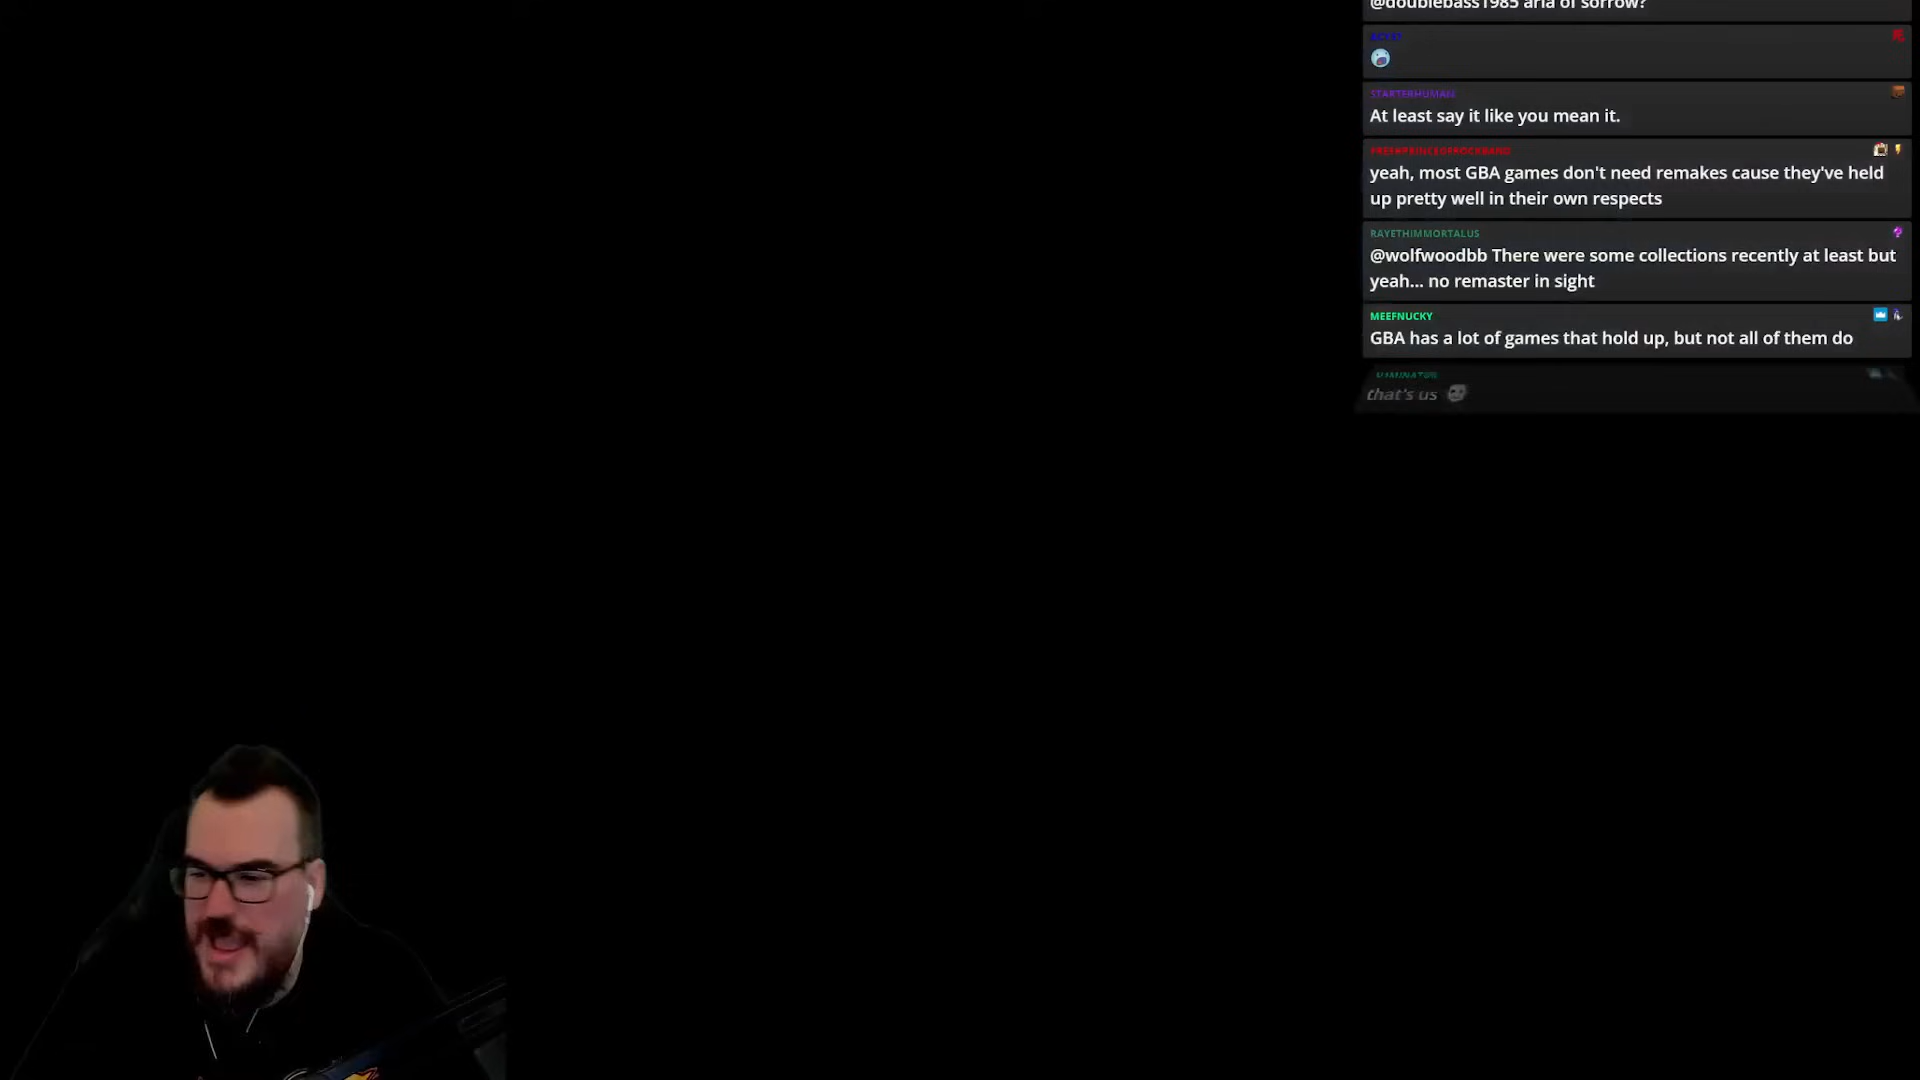 @doublebass1985 aria of sorrow?
STARTERHUMAN
At least say it like you mean it.
FRESHPRINCEOFROCKBAND
yeah, most GBA games don't need remakes cause they've held
up pretty well in their own respects
RAYETHIMMORTALUS
@wolfwoodbb There were some collections recently at least but
yeah... no remaster in sight
MEEFNUCKY
GBA has a lot of games that hold up, but not all of them do
that's us